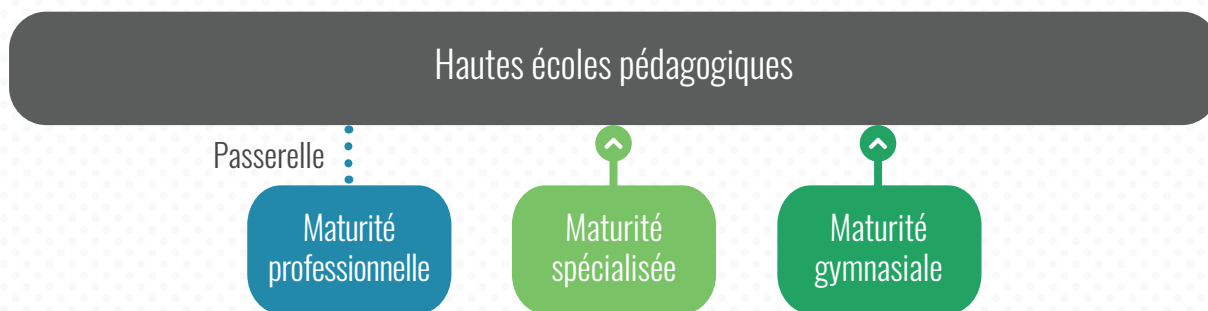 Hautes écoles pédagogiques
Passerelle
Maturité
professionnelle
Maturité
spécialisée
Maturité
gymnasiale